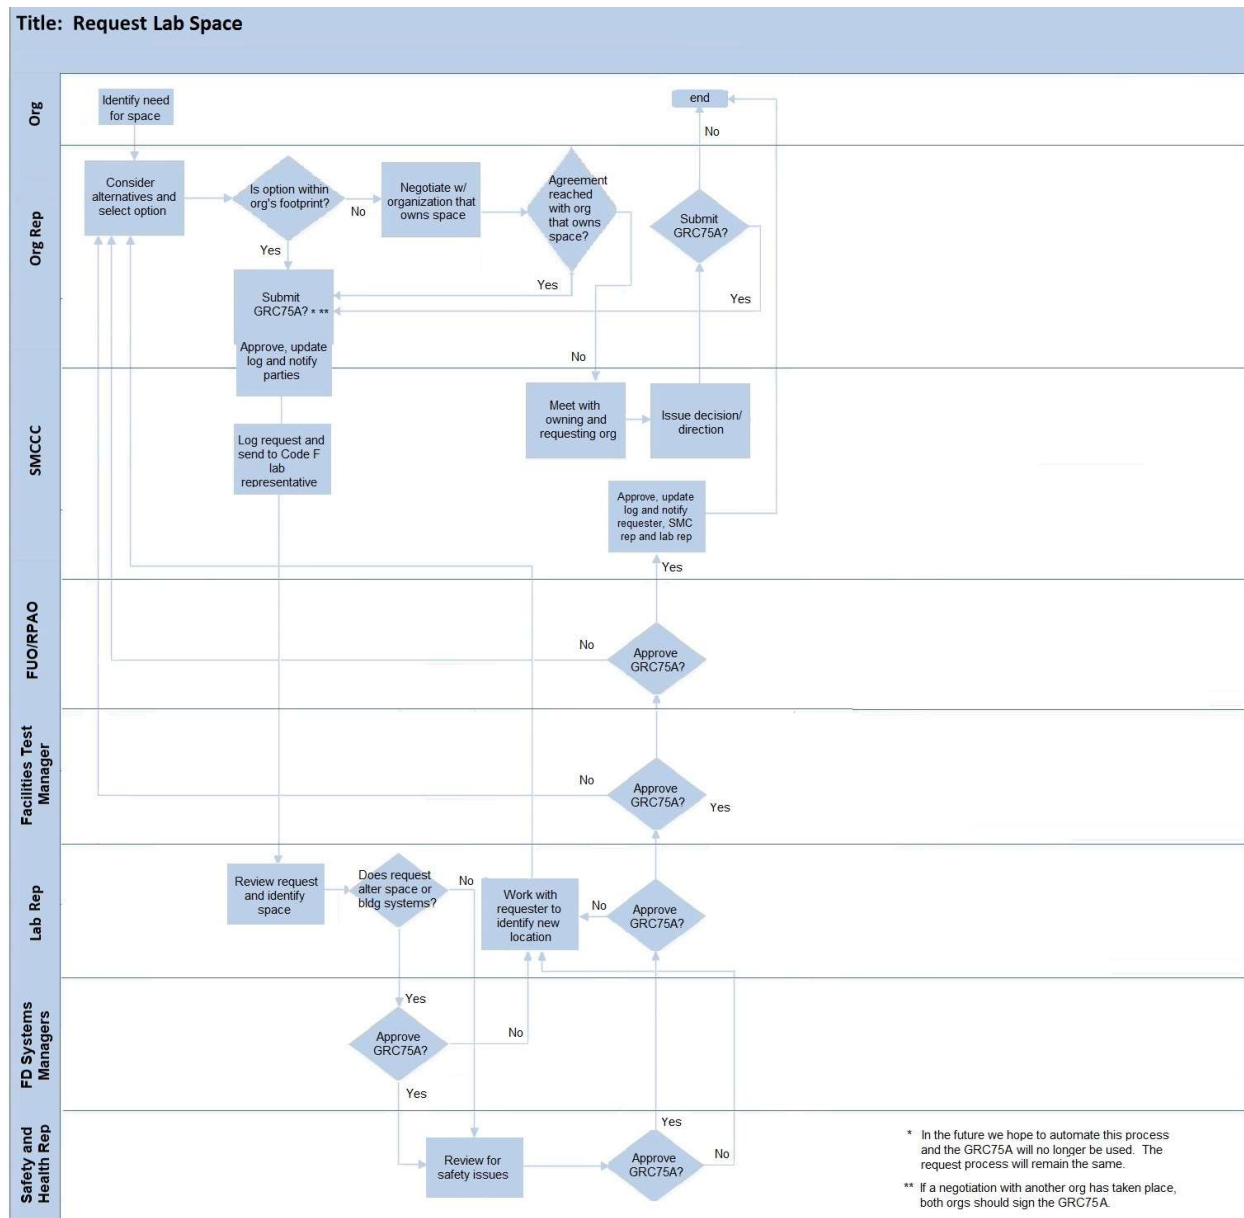 Title:  Request Lab Space
Org
Identify need
for space
end
No
Org Rep
Consider
alternatives and
select option
Is option within
org's footprint?
No
Negotiate w/
organization that
owns space
Agreement
reached
with org
that owns
space?
Submit
GRC75A?
Yes
Yes
Yes
Submit
GRC75A? * **
Approve, update
log and notify
parties
No
SMCCC
Meet with
owning and
requesting org
Issue decision/
direction
Log request and
send to Code F
lab
representative
Approve, update
log and notify
requester, SMC
rep and lab rep
Yes
FUO/RPAO
No
Approve
GRC75A?
Facilities Test
Manager
No
Approve
GRC75A?
Yes
Lab Rep
Review request
and identify
space
Does request
alter space or
bldg systems?
No
Work with
requester to
identify new
location
No
Approve
GRC75A?
FD Systems
Managers
Yes
Approve
GRC75A?
No
Yes
Safety and
Health Rep
Review for
safety issues
Yes
Approve
GRC75A?
No
* In the future we hope to automate this process
and the GRC75A will no longer be used.  The
request process will remain the same.
** If a negotiation with another org has taken place,
both orgs should sign the GRC75A.